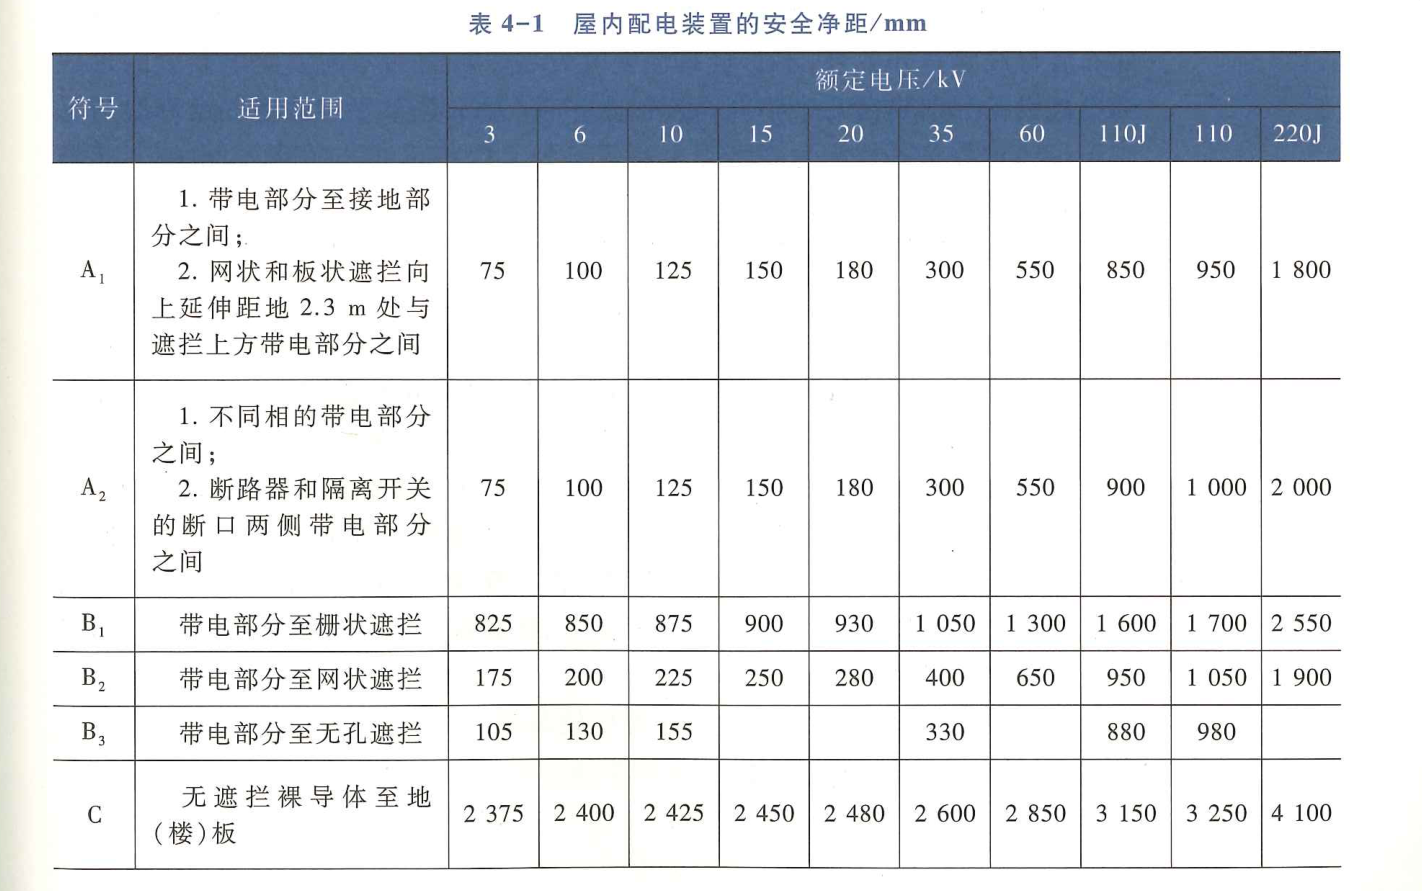 表 4-1 屋内配电装置的安全净距/mm
符号 适用范围 额定电压/kV
3 6 10 15 20 35 60 110J 110 220J
A₁ 1. 带电部分至接地部
分之间;
2. 网状和板状遮拦向
上延伸距地 2.3 m 处与
遮拦上方带电部分之间
75 100 125 150 180 300 550 850 950 1 800
A₂ 1. 不同相的带电部分
之间;
2. 断路器和隔离开关
的断口两侧带电部分
之间
75 100 125 150 180 300 550 900 1 000 2 000
B₁ 带电部分至栅状遮拦 825 850 875 900 930 1 050 1 300 1 600 1 700 2 550
B₂ 带电部分至网状遮拦 175 200 225 250 280 400 650 950 1 050 1 900
B₃ 带电部分至无孔遮拦 105 130 155 330 880 980
C 无遮拦裸导体至地
(楼)板
2 375 2 400 2 425 2 450 2 480 2 600 2 850 3 150 3 250 4 100